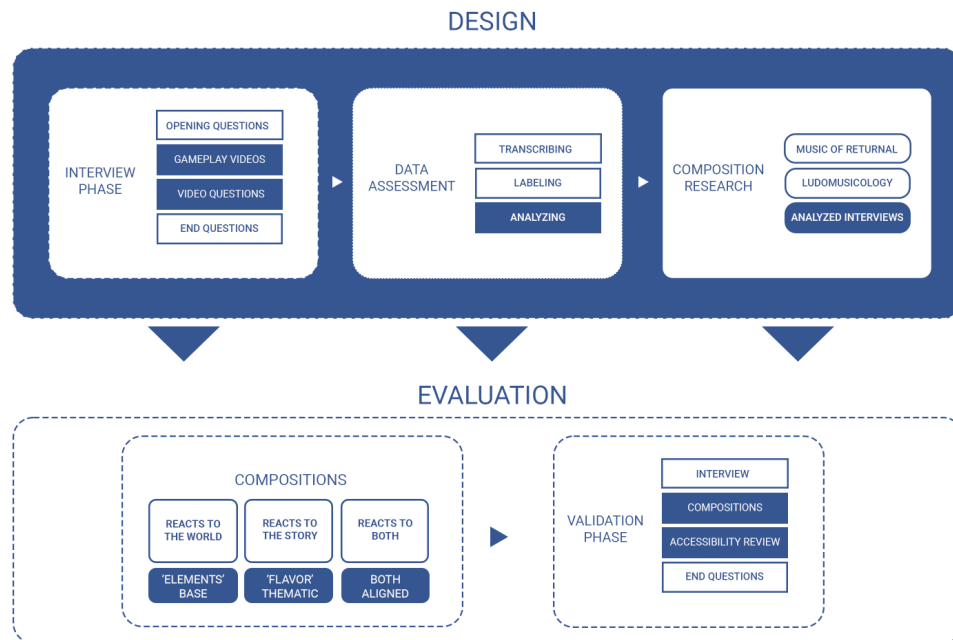 DESIGN
INTERVIEW
PHASE
OPENING QUESTIONS
GAMEPLAY VIDEOS
VIDEO QUESTIONS
END QUESTIONS
DATA
ASSESSMENT
TRANSCRIBING
LABELING
ANALYZING
COMPOSITION
RESEARCH
MUSIC OF RETURNAL
LUDOMUSICOLOGY
ANALYZED INTERVIEWS
EVALUATION
COMPOSITIONS
REACTS TO
THE WORLD
REACTS TO
THE STORY
REACTS TO
BOTH
'ELEMENTS'
BASE
'FLAVOR'
THEMATIC
BOTH
ALIGNED
VALIDATION
PHASE
INTERVIEW
COMPOSITIONS
ACCESSIBILITY REVIEW
END QUESTIONS